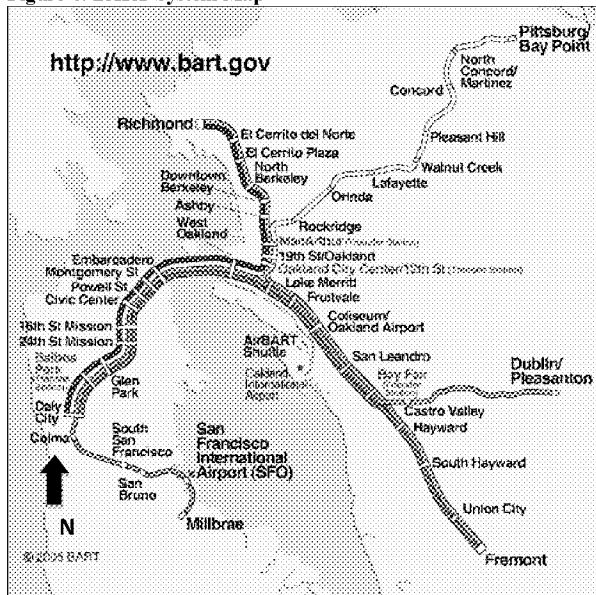 http://www.bart.gov
Pittsburg/
Bay Point
North
Concord/
Martinez
Concord
Pleasant Hill
Walnut Creek
Lafayette
Orinda
Rockridge
Richmond
El Cerrito del Norte
El Cerrito Plaza
North
Berkeley
Downtown
Berkeley
Ashby
West
Oakland
MacArthur
19th St/Oakland
Oakland City Center/12th St
Lake Merritt
Fruitvale
Coliseum/
Oakland Airport
San Leandro
Bay Fair
Dublin/
Pleasanton
Castro Valley
Hayward
South Hayward
Union City
Fremont
AirBART
Shuttle
Oakland
International
Airport
Embarcadero
Montgomery St
Powell St
Civic Center
16th St Mission
24th St Mission
Balboa
Park
Glen
Park
Daly
City
Colma
South
San
Francisco
San
Bruno
San
Francisco
International
Airport (SFO)
Millbrae
N
© 2005 BART